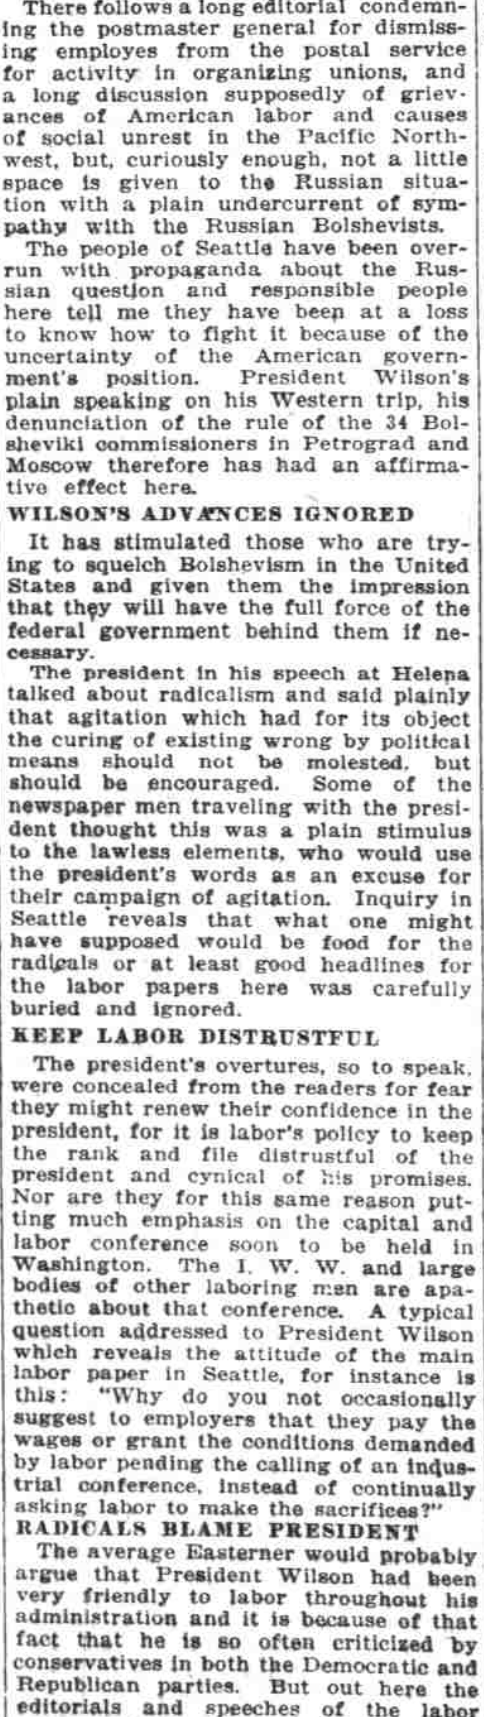 There follows a long editorial condemn-
ing the postmaster general for dismiss-
ing employes from the postal service
for activity in organizing unions, and
a long discussion supposedly of griev-
ances of American labor and causes
of social unrest in the Pacific North-
west, but, curiously enough, not a little
space is given to the Russian situa-
tion with a plain undercurrent of sym-
pathy with the Russian Bolshevists.
The people of Seattle have been over-
run with propaganda about the Rus-
sian question and responsible people
here tell me they have been at a loss
to know how to fight it because of the
uncertainty of the American govern-
ment's position. President Wilson's
plain speaking on his Western trip, his
denunciation of the rule of the 34 Bol-
sheviki commissioners in Petrograd and
Moscow therefore has had an affirma-
tive effect here.
WILSON'S ADVANCES IGNORED
It has stimulated those who are try-
ing to squelch Bolshevism in the United
States and given them the impression
that they will have the full force of the
federal government behind them if ne-
cessary.
The president in his speech at Helena
talked about radicalism and said plainly
that agitation which had for its object
the curing of existing wrong by political
means should not be molested, but
should be encouraged. Some of the
newspaper men traveling with the presi-
dent thought this was a plain stimulus
to the lawless elements, who would use
the president's words as an excuse for
their campaign of agitation. Inquiry in
Seattle reveals that what one might
have supposed would be food for the
radicals or at least good headlines for
the labor papers here was carefully
buried and ignored.
KEEP LABOR DISTRUSTFUL
The president's overtures, so to speak,
were concealed from the readers for fear
they might renew their confidence in the
president, for it is labor's policy to keep
the rank and file distrustful of the
president and cynical of his promises.
Nor are they for this same reason put-
ting much emphasis on the capital and
labor conference soon to be held in
Washington. The I. W. W. and large
bodies of other laboring men are apa-
thetic about that conference. A typical
question addressed to President Wilson
which reveals the attitude of the main
labor paper in Seattle, for instance is
this: "Why do you not occasionally
suggest to employers that they pay the
wages or grant the conditions demanded
by labor pending the calling of an indus-
trial conference, instead of continually
asking labor to make the sacrifices?"
RADICALS BLAME PRESIDENT
The average Easterner would probably
argue that President Wilson had been
very friendly to labor throughout his
administration and it is because of that
fact that he is so often criticized by
conservatives in both the Democratic and
Republican parties. But out here the
editorials and speeches of the labor